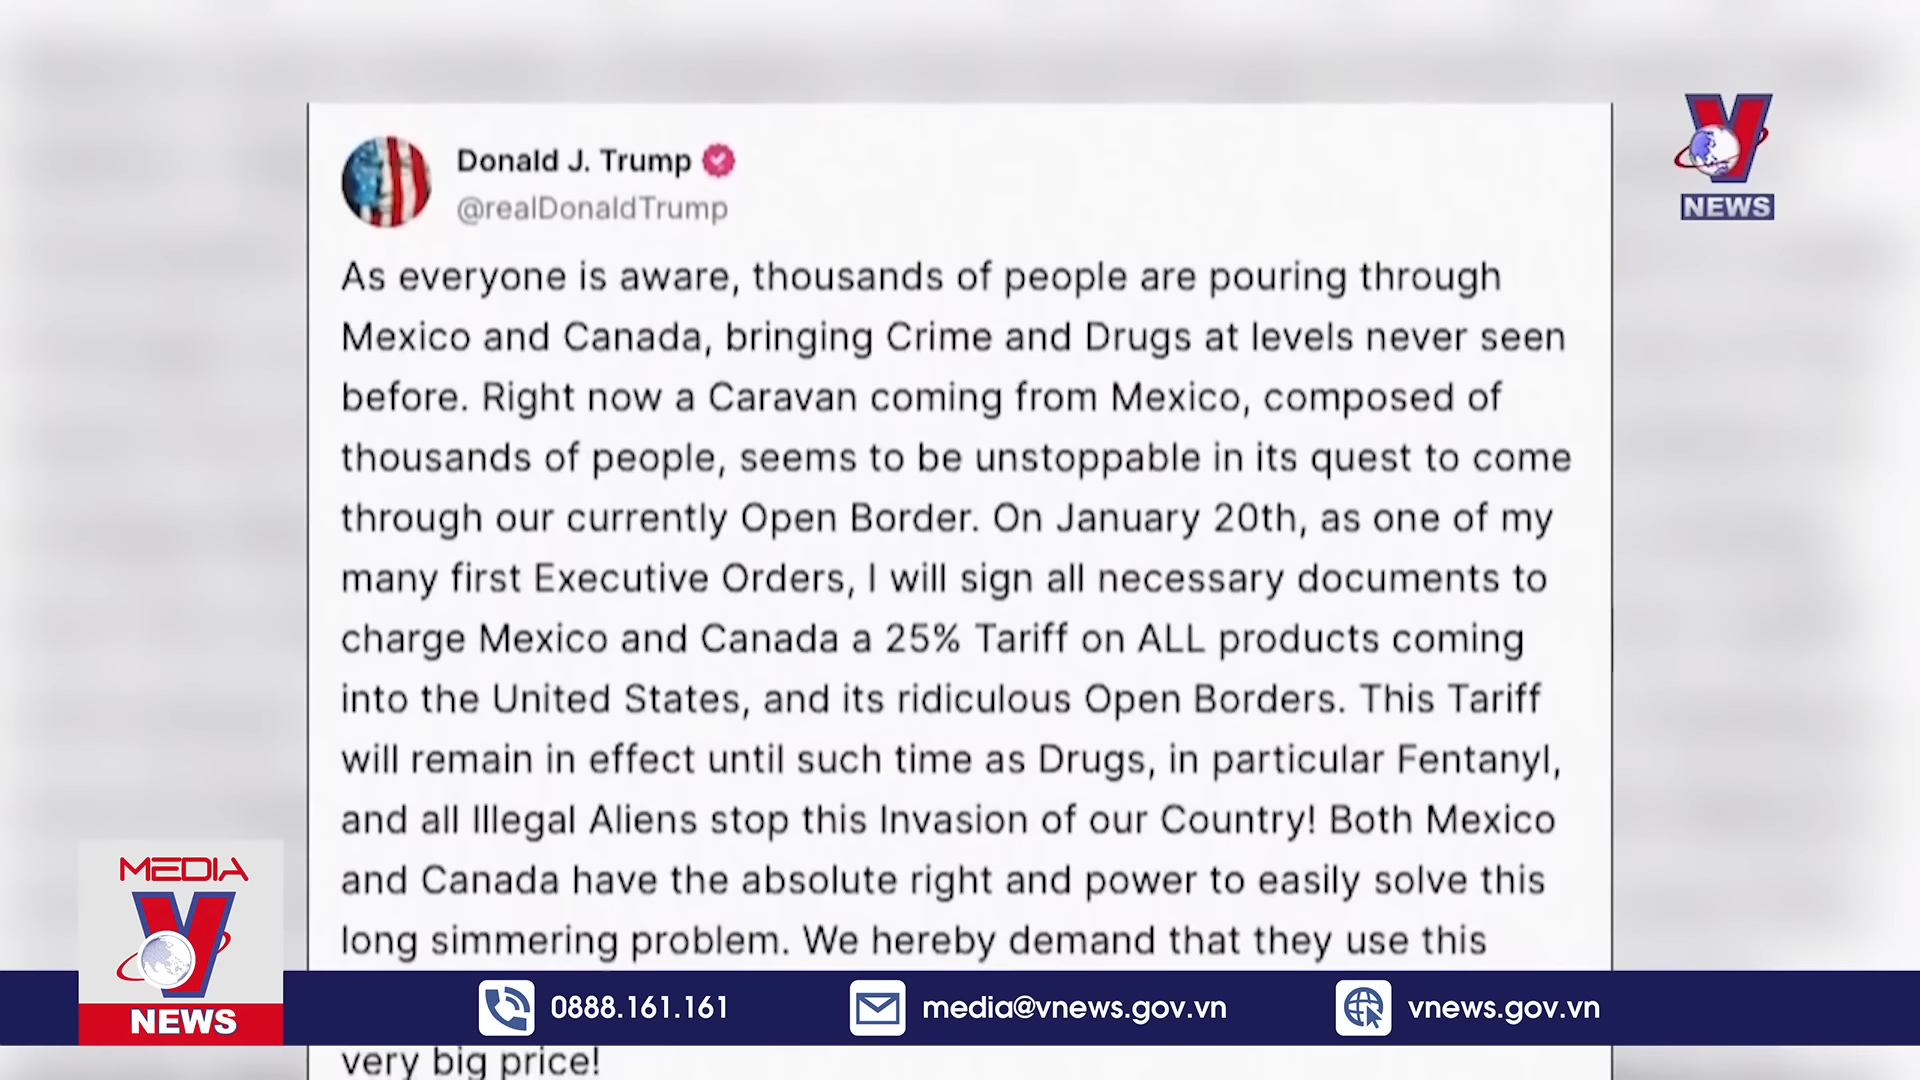 Donald J. Trump
@realDonaldTrump
NEWS
As everyone is aware, thousands of people are pouring through
Mexico and Canada, bringing Crime and Drugs at levels never seen
before. Right now a Caravan coming from Mexico, composed of
thousands of people, seems to be unstoppable in its quest to come
through our currently Open Border. On January 20th, as one of my
many first Executive Orders, I will sign all necessary documents to
charge Mexico and Canada a 25% Tariff on ALL products coming
into the United States, and its ridiculous Open Borders. This Tariff
will remain in effect until such time as Drugs, in particular Fentanyl,
and all Illegal Aliens stop this Invasion of our Country! Both Mexico
and Canada have the absolute right and power to easily solve this
long simmering problem. We hereby demand that they use this
very big price!
MEDIA
V
NEWS
0888.161.161
media@vnews.gov.vn
vnews.gov.vn